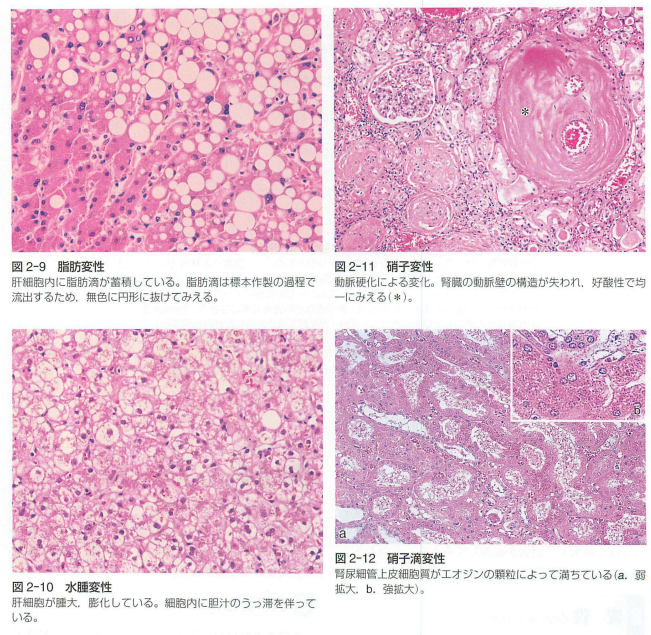 図 2-9 脂肪変性
肝細胞内に脂肪滴が蓄積している。脂肪滴は標本作製の過程で
流出するため，無色に円形に抜けてみえる。
＊
図 2-11 硝子変性
動脈硬化による変化。腎臓の動脈壁の構造が失われ，好酸性で均
一にみえる（＊）。
図 2-10 水腫変性
肝細胞が腫大，膨化している。細胞内に胆汁のうっ滞を伴って
いる。
b
a
図 2-12 硝子滴変性
腎尿細管上皮細胞質がエオジンの顆粒によって満ちている（a．弱
拡大，b．強拡大）。